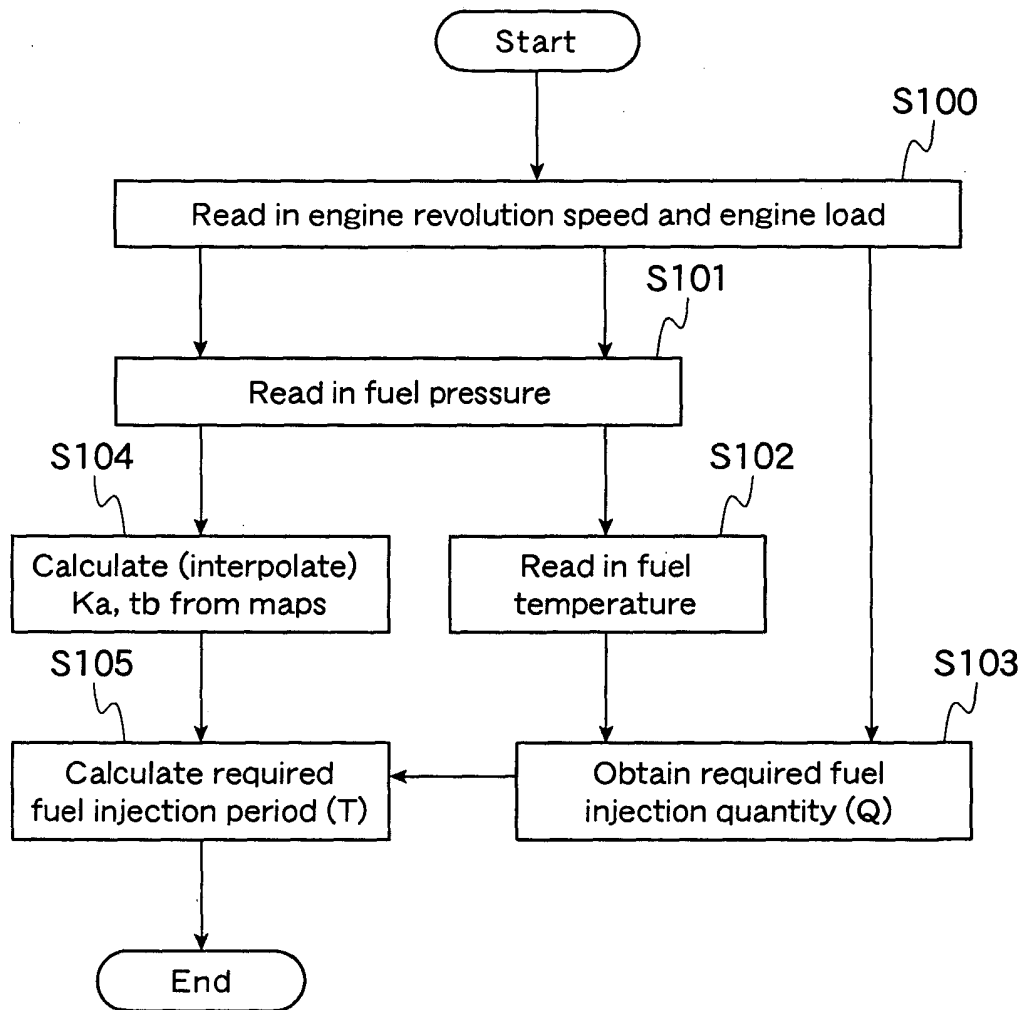 Start
S100
Read in engine revolution speed and engine load
S101
Read in fuel pressure
S104
S102
Calculate (interpolate)
Ka, tb from maps
Read in fuel
temperature
S105
S103
Calculate required
fuel injection period (T)
Obtain required fuel
injection quantity (Q)
End